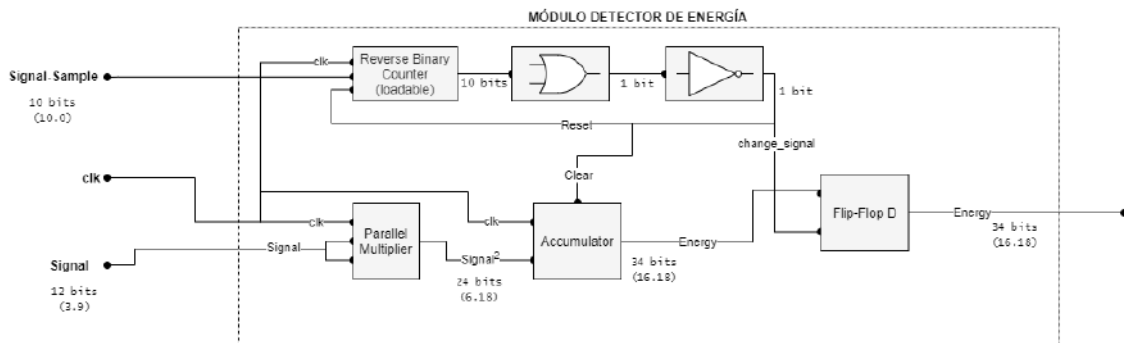 MÓDULO DETECTOR DE ENERGÍA
Signal-Sample
10 bits
(10.0)
clk
Reverse Binary
Counter
(loadable)
10 bits
1 bit
1 bit
Reset
change_signal
Clear
clk
clk
Parallel
Multiplier
clk
Accumulator
Flip-Flop D
Energy
34 bits
(16.18)
Signal
12 bits
(3.9)
Signal
Signal²
24 bits
(6.18)
Energy
34 bits
(16.18)